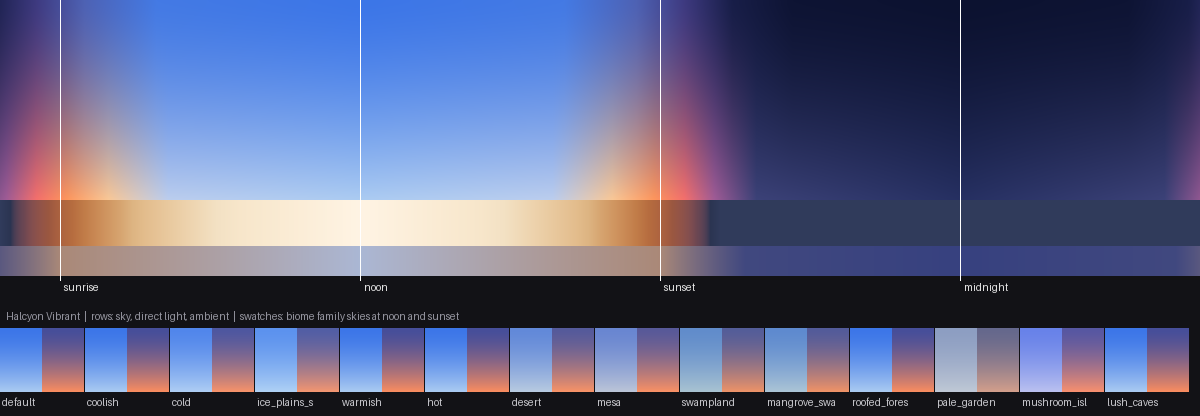 sunrise noon sunset midnight
Halcyon Vibrant | rows: sky, direct light, ambient | swatches: biome family skies at noon and sunset
default coolish cold ice_plains_s warmish hot desert mesa swampland mangrove_swa roofed_fores pale_garden mushroom_isl lush_caves